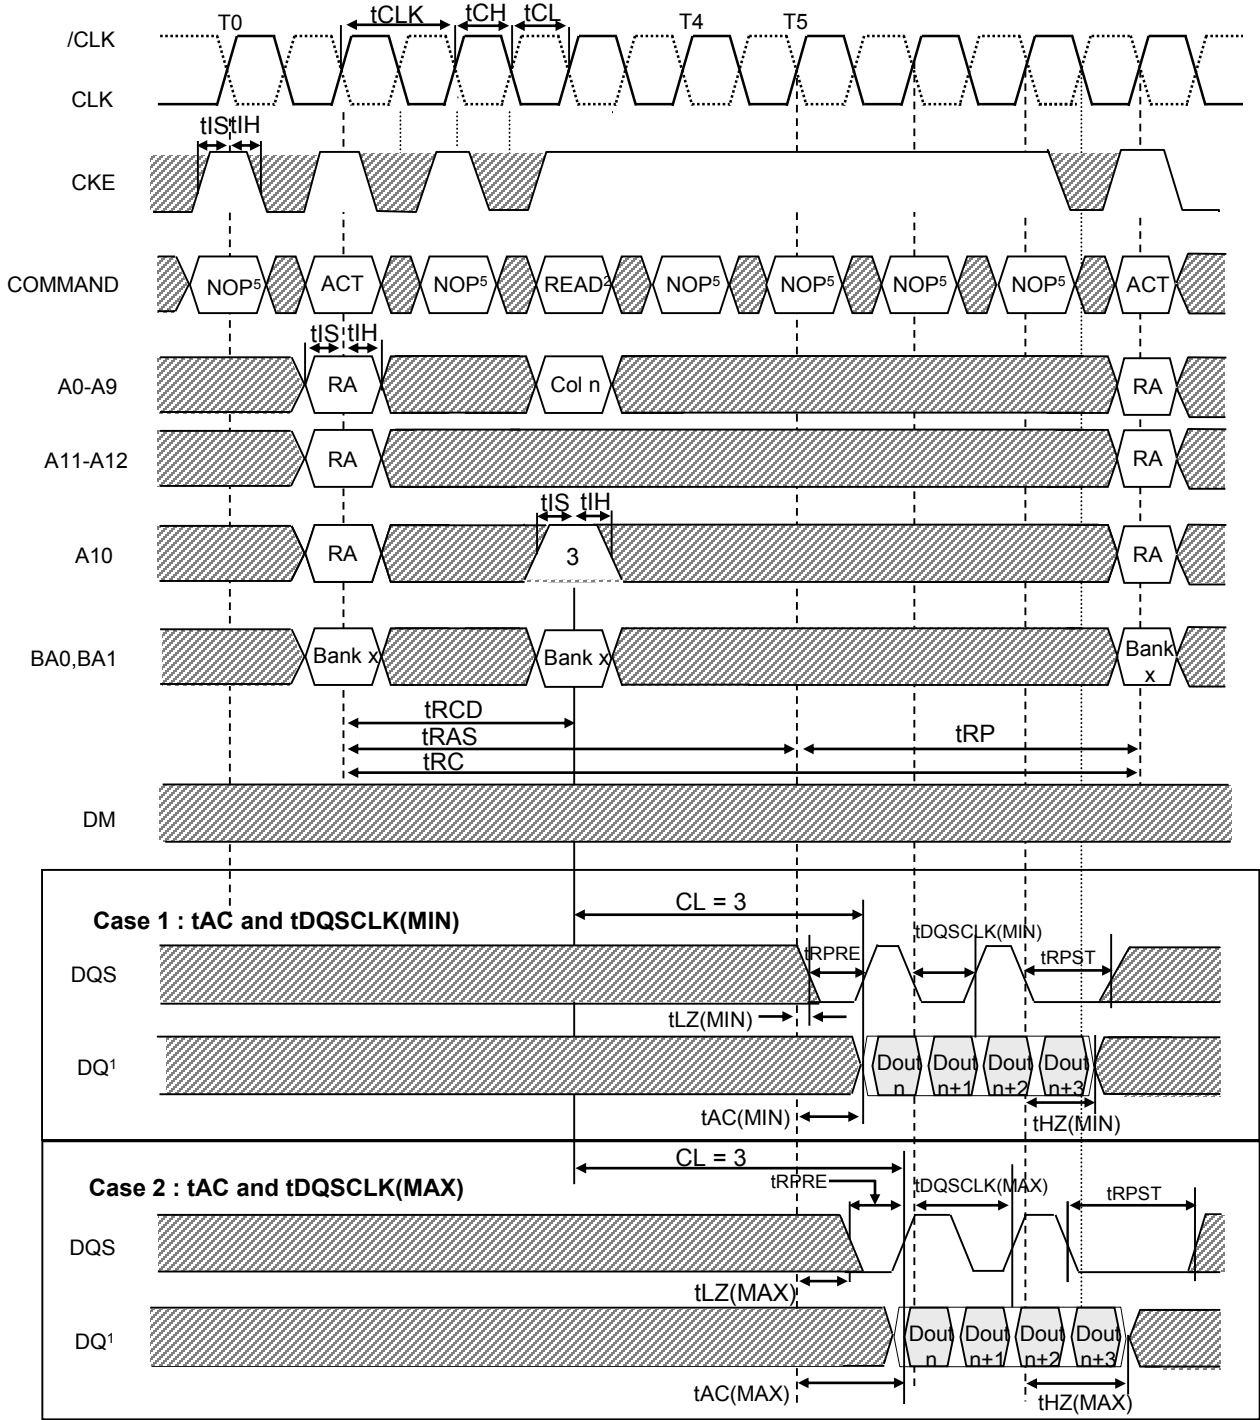 T0 tCLK tCH tCL T4 T5
/CLK
CLK
tIS tIH
CKE
COMMAND NOP5 ACT NOP5 READ2 NOP5 NOP5 NOP5 NOP5 ACT
tIS tIH
A0-A9 RA Col n RA
A11-A12 RA RA
tIS tIH
A10 RA 3 RA
BA0,BA1 Bank x Bank x Bank x
tRCD
tRAS tRP
tRC
DM
CL = 3
Case 1 : tAC and tDQSCLK(MIN)
tDQSCLK(MIN)
tRPRE tRPST
DQS
tLZ(MIN)
DQ1 Dout n Dout n+1 Dout n+2 Dout n+3
tAC(MIN) tHZ(MIN)
CL = 3
Case 2 : tAC and tDQSCLK(MAX)
tRPRE tDQSCLK(MAX) tRPST
DQS
tLZ(MAX)
DQ1 Dout n Dout n+1 Dout n+2 Dout n+3
tAC(MAX) tHZ(MAX)